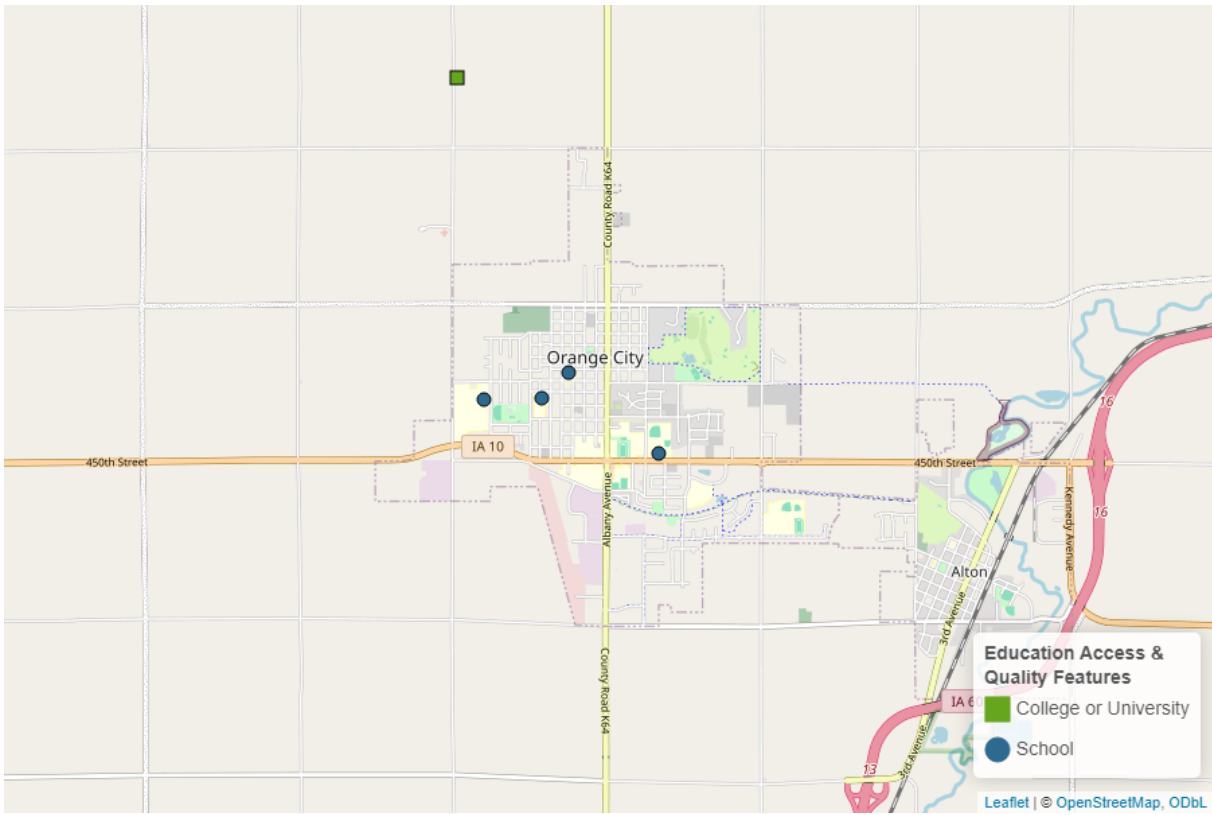 County Road K64
Orange City
IA 10
450th Street
450th Street
Albany Avenue
16
16
Kennedy Avenue
Alton
3rd Avenue
County Road K64
IA 60
3rd Avenue
13
Education Access &
Quality Features
College or University
School
Leaflet | © OpenStreetMap, ODbL